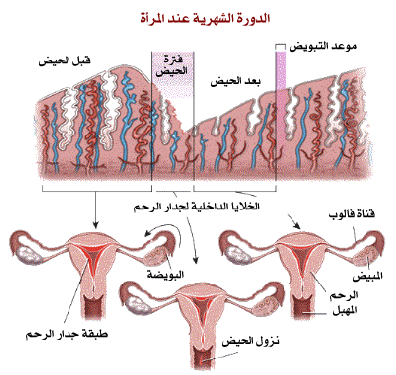 الدورة الشهرية عند المرأة
موعد التبويض
فترة
الحيض
قبل لحيض
بعد الحيض
الخلايا الداخلية لجدار الرحم
قناة فالوب
المبيض
البويضة
الرحم
المهبل
طبقة جدار الرحم
نزول الحيض